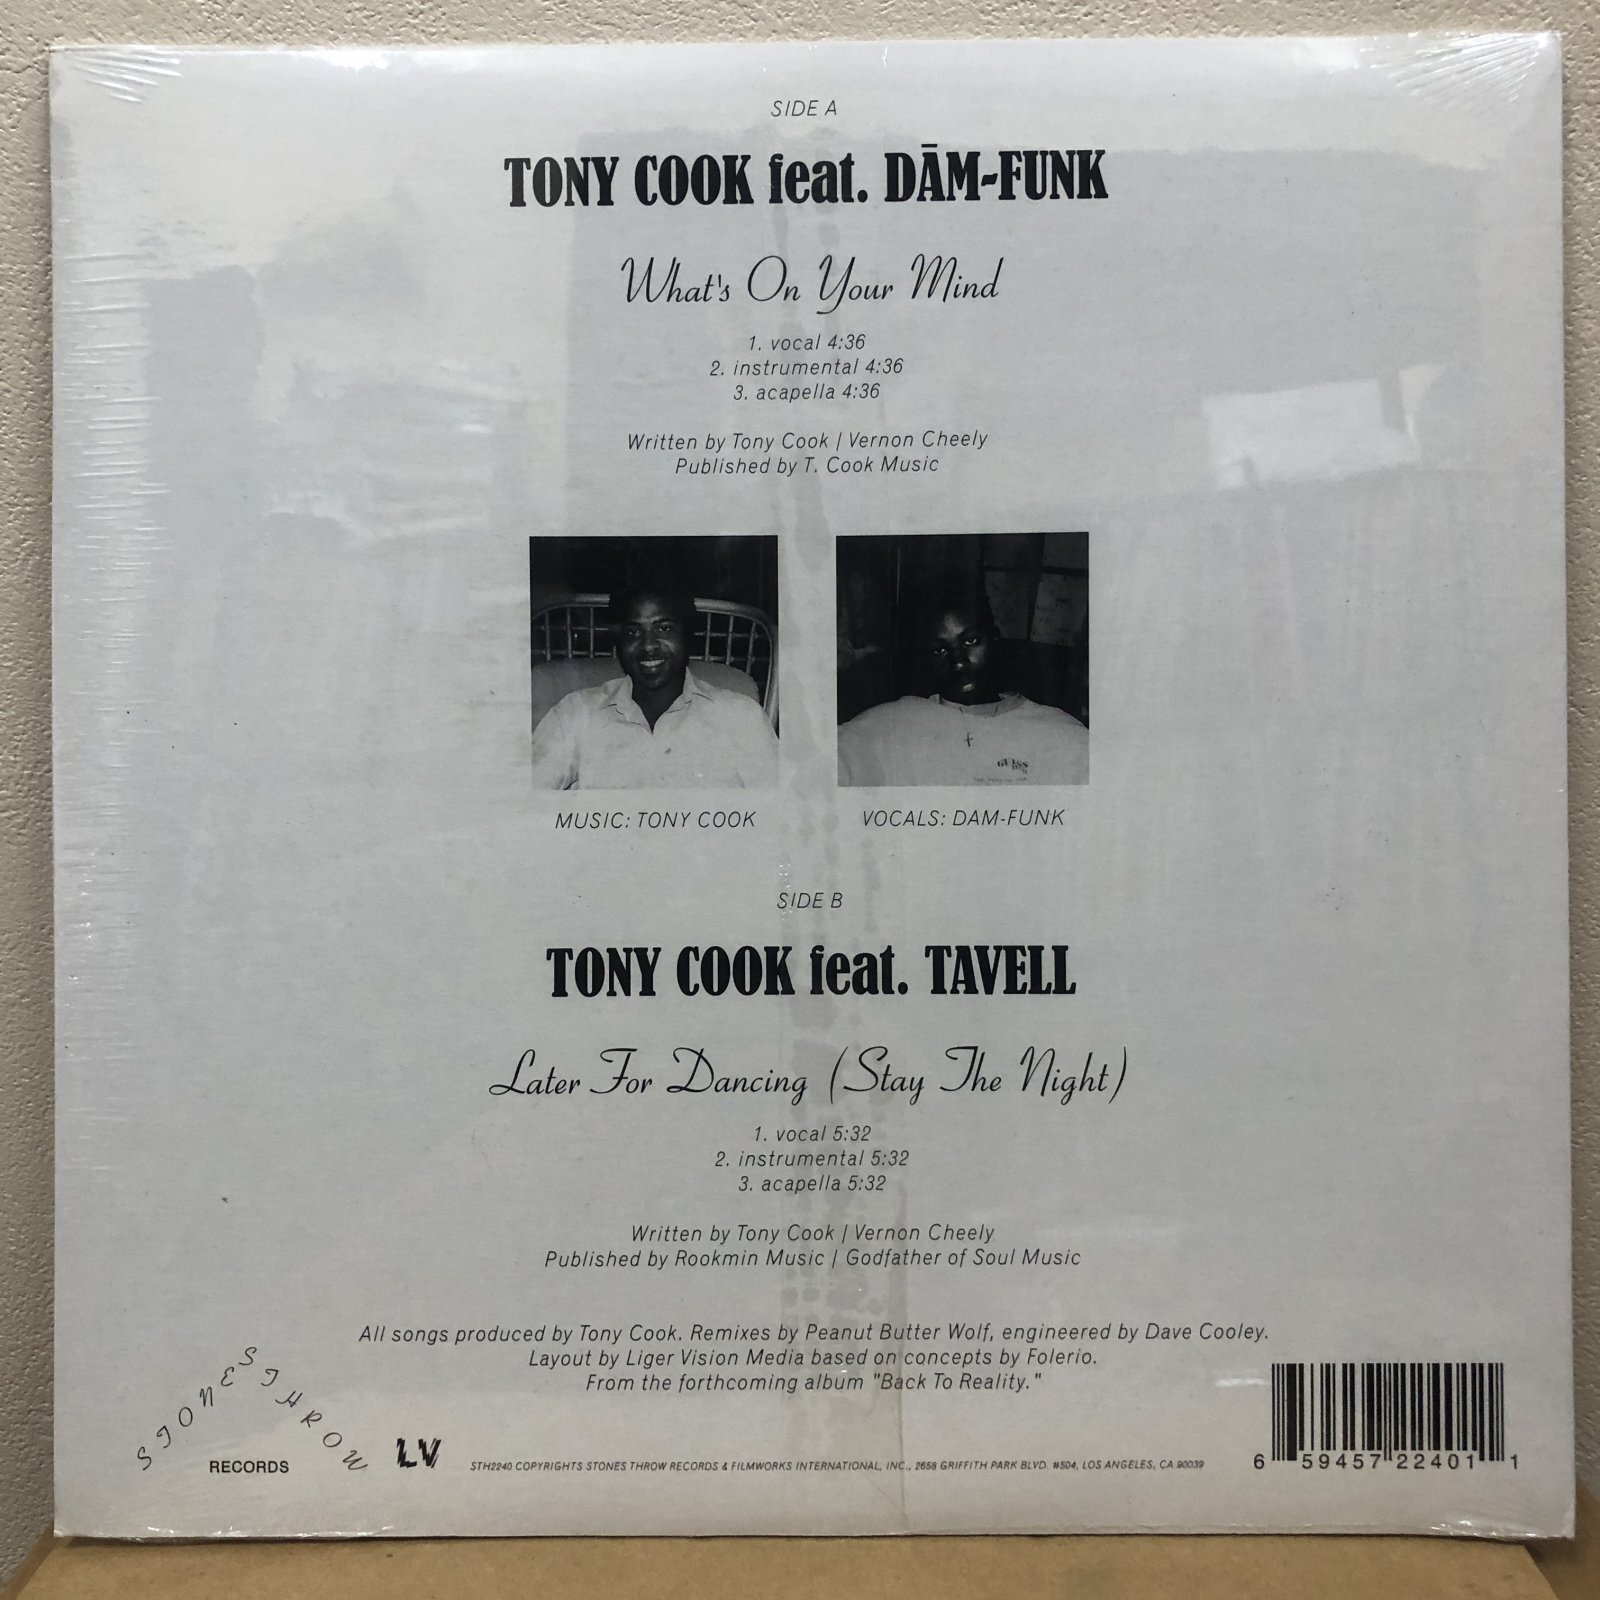 SIDE A
TONY COOK feat. DĀM-FUNK
What's On Your Mind
1. vocal 4:36
2. instrumental 4:36
3. acapella 4:36
Written by Tony Cook | Vernon Cheely
Published by T. Cook Music
GUESS
MUSIC: TONY COOK
VOCALS: DAM-FUNK
SIDE B
TONY COOK feat. TAVELL
Later For Dancing (Stay The Night)
1. vocal 5:32
2. instrumental 5:32
3. acapella 5:32
Written by Tony Cook | Vernon Cheely
Published by Rookmin Music | Godfather of Soul Music
All songs produced by Tony Cook. Remixes by Peanut Butter Wolf, engineered by Dave Cooley.
Layout by Liger Vision Media based on concepts by Folerio.
From the forthcoming album "Back To Reality."
STONES THROW
RECORDS
LV
STH2240 COPYRIGHTS STONES THROW RECORDS & FILMWORKS INTERNATIONAL, INC., 2658 GRIFFITH PARK BLVD. #504, LOS ANGELES, CA 90039
6 59457 22401 1